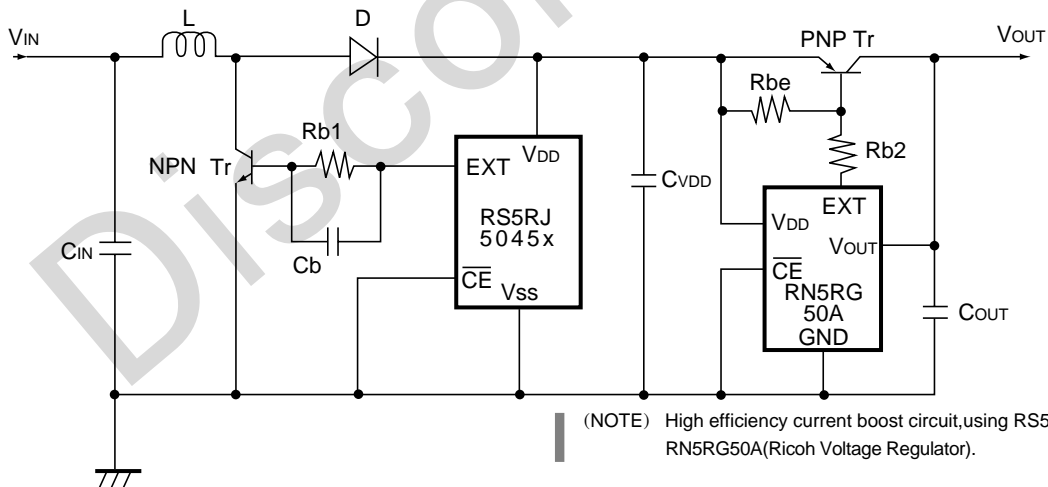 VIN
L
D
PNP Tr
VOUT
Rbe
Rb1
Rb2
NPN Tr
EXT
VDD
CVDD
EXT
VDD
RS5RJ
5045x
CIN
Cb
CE
VOUT
CE
RN5RG
50A
COUT
VSS
GND
(NOTE) High efficiency current boost circuit,using RS5
RN5RG50A(Ricoh Voltage Regulator).
Disco